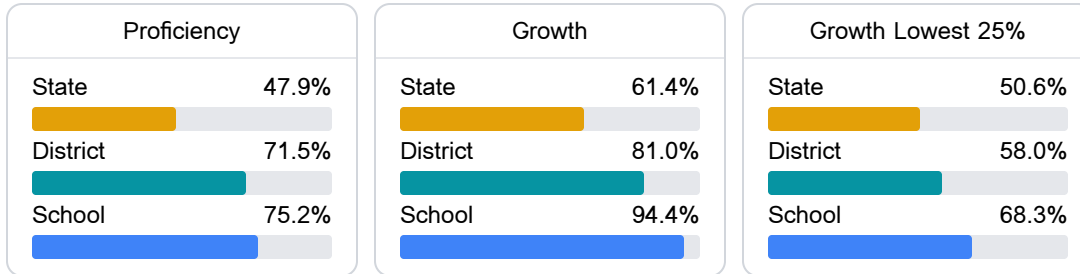 Proficiency
State 47.9%
District 71.5%
School 75.2%
Growth
State 61.4%
District 81.0%
School 94.4%
Growth Lowest 25%
State 50.6%
District 58.0%
School 68.3%